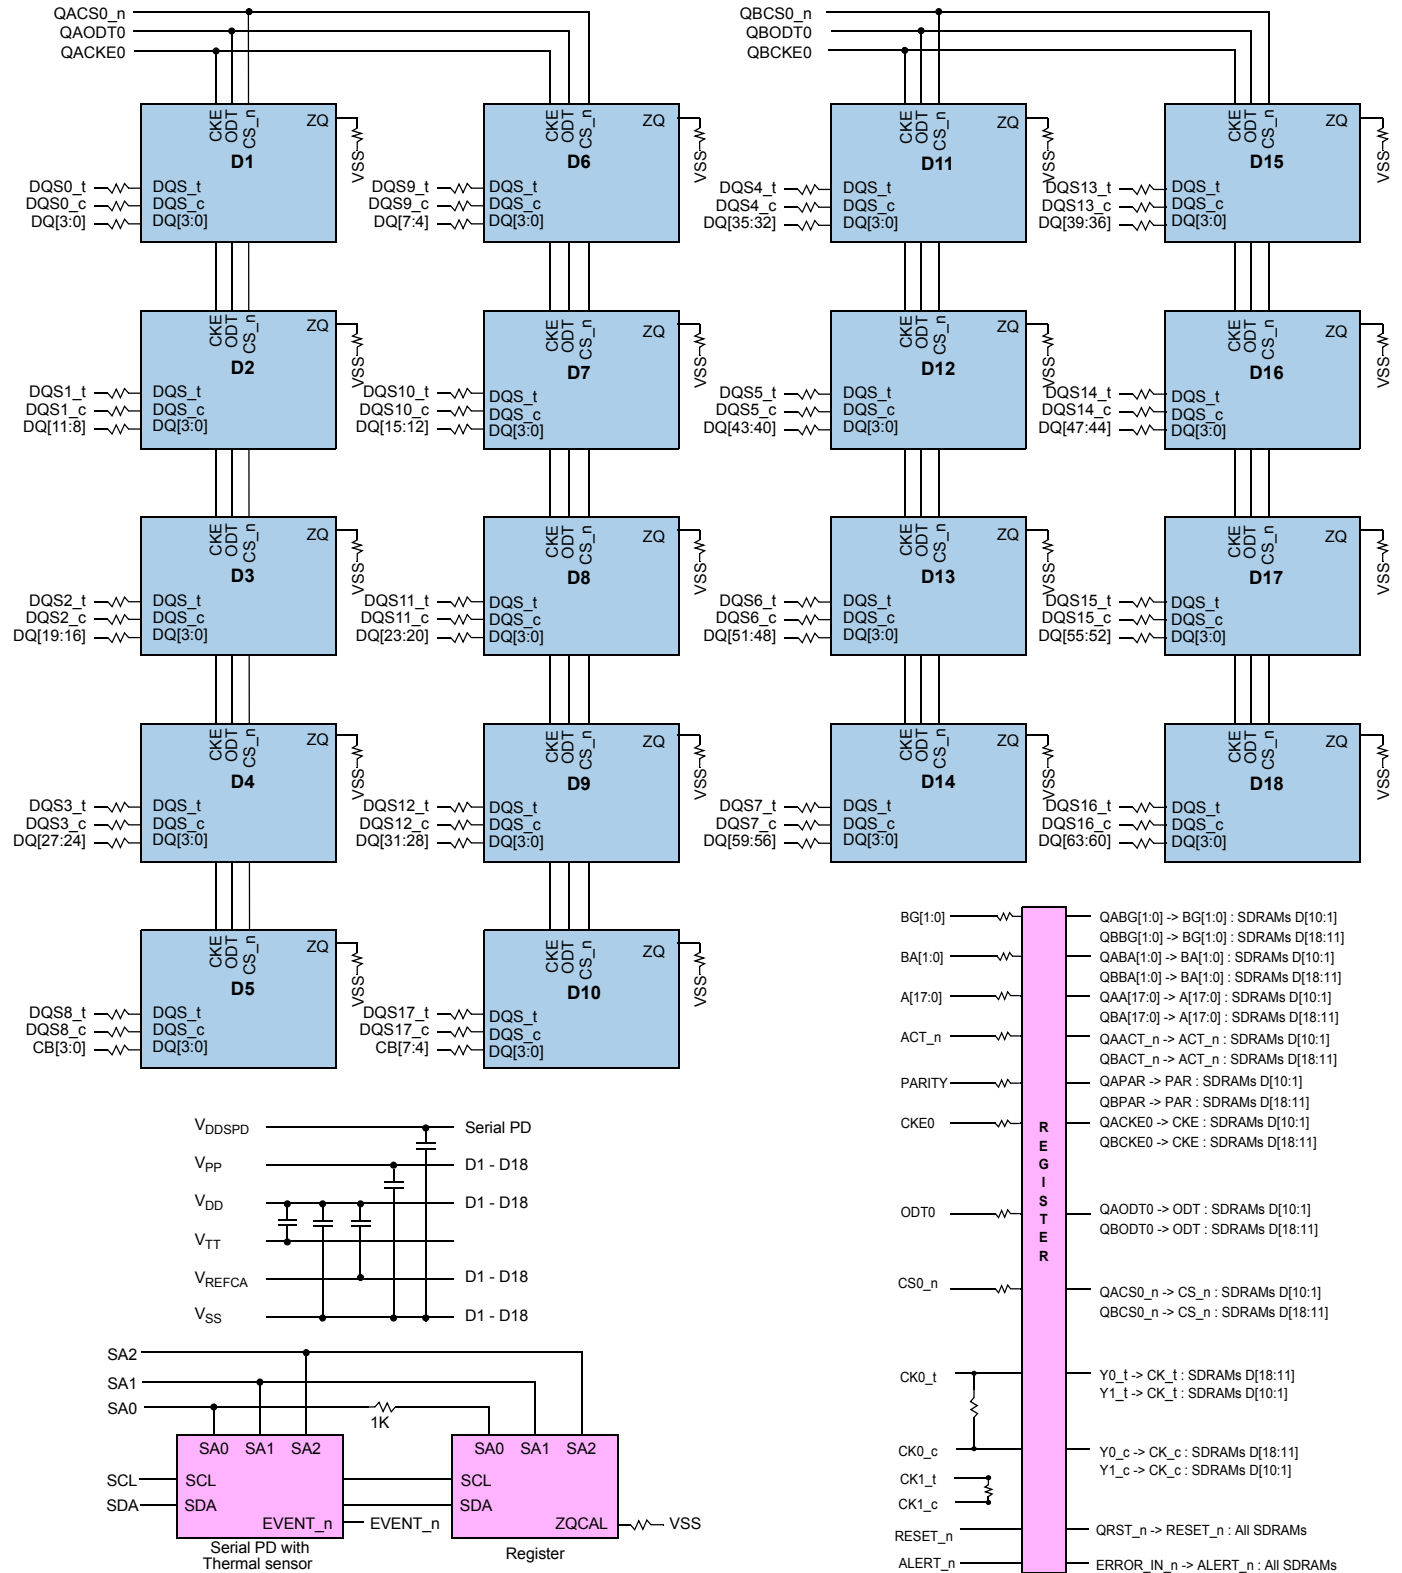 QACS0_n
QAODT0
QACKE0
QBCS0_n
QBODT0
QBCKE0
CKE ODT CS_n ZQ
D1
VSS
DQS0_t DQS_t
DQS0_c DQS_c
DQ[3:0] DQ[3:0]
CKE ODT CS_n ZQ
D6
VSS
DQS9_t DQS_t
DQS9_c DQS_c
DQ[7:4] DQ[3:0]
CKE ODT CS_n ZQ
D11
VSS
DQS4_t DQS_t
DQS4_c DQS_c
DQ[35:32] DQ[3:0]
CKE ODT CS_n ZQ
D15
VSS
DQS13_t DQS_t
DQS13_c DQS_c
DQ[39:36] DQ[3:0]
CKE ODT CS_n ZQ
D2
VSS
DQS1_t DQS_t
DQS1_c DQS_c
DQ[11:8] DQ[3:0]
CKE ODT CS_n ZQ
D7
VSS
DQS10_t DQS_t
DQS10_c DQS_c
DQ[15:12] DQ[3:0]
CKE ODT CS_n ZQ
D12
VSS
DQS5_t DQS_t
DQS5_c DQS_c
DQ[43:40] DQ[3:0]
CKE ODT CS_n ZQ
D16
VSS
DQS14_t DQS_t
DQS14_c DQS_c
DQ[47:44] DQ[3:0]
CKE ODT CS_n ZQ
D3
VSS
DQS2_t DQS_t
DQS2_c DQS_c
DQ[19:16] DQ[3:0]
CKE ODT CS_n ZQ
D8
VSS
DQS11_t DQS_t
DQS11_c DQS_c
DQ[23:20] DQ[3:0]
CKE ODT CS_n ZQ
D13
VSS
DQS6_t DQS_t
DQS6_c DQS_c
DQ[51:48] DQ[3:0]
CKE ODT CS_n ZQ
D17
VSS
DQS15_t DQS_t
DQS15_c DQS_c
DQ[55:52] DQ[3:0]
CKE ODT CS_n ZQ
D4
VSS
DQS3_t DQS_t
DQS3_c DQS_c
DQ[27:24] DQ[3:0]
CKE ODT CS_n ZQ
D9
VSS
DQS12_t DQS_t
DQS12_c DQS_c
DQ[31:28] DQ[3:0]
CKE ODT CS_n ZQ
D14
VSS
DQS7_t DQS_t
DQS7_c DQS_c
DQ[59:56] DQ[3:0]
CKE ODT CS_n ZQ
D18
VSS
DQS16_t DQS_t
DQS16_c DQS_c
DQ[63:60] DQ[3:0]
CKE ODT CS_n ZQ
D5
VSS
DQS8_t DQS_t
DQS8_c DQS_c
CB[3:0] DQ[3:0]
CKE ODT CS_n ZQ
D10
VSS
DQS17_t DQS_t
DQS17_c DQS_c
CB[7:4] DQ[3:0]
VDDSPD Serial PD
VPP D1 - D18
VDD D1 - D18
VTT
VREFCA D1 - D18
VSS D1 - D18
SA2
SA1
SA0
1K
SA0 SA1 SA2
SCL SCL
SDA SDA
EVENT_n EVENT_n
Serial PD with
Thermal sensor
SA0 SA1 SA2
SCL
SDA
ZQCAL VSS
Register
REGISTER
BG[1:0] QABG[1:0] -> BG[1:0] : SDRAMs D[10:1]
QBBG[1:0] -> BG[1:0] : SDRAMs D[18:11]
BA[1:0] QABA[1:0] -> BA[1:0] : SDRAMs D[10:1]
QBBA[1:0] -> BA[1:0] : SDRAMs D[18:11]
A[17:0] QAA[17:0] -> A[17:0] : SDRAMs D[10:1]
QBA[17:0] -> A[17:0] : SDRAMs D[18:11]
ACT_n QAACT_n -> ACT_n : SDRAMs D[10:1]
QBACT_n -> ACT_n : SDRAMs D[18:11]
PARITY QAPAR -> PAR : SDRAMs D[10:1]
QBPAR -> PAR : SDRAMs D[18:11]
CKE0 QACKE0 -> CKE : SDRAMs D[10:1]
QBCKE0 -> CKE : SDRAMs D[18:11]
ODT0 QAODT0 -> ODT : SDRAMs D[10:1]
QBODT0 -> ODT : SDRAMs D[18:11]
CS0_n QACS0_n -> CS_n : SDRAMs D[10:1]
QBCS0_n -> CS_n : SDRAMs D[18:11]
CK0_t Y0_t -> CK_t : SDRAMs D[18:11]
Y1_t -> CK_t : SDRAMs D[10:1]
CK0_c Y0_c -> CK_c : SDRAMs D[18:11]
Y1_c -> CK_c : SDRAMs D[10:1]
CK1_t
CK1_c
RESET_n QRST_n -> RESET_n : All SDRAMs
ALERT_n ERROR_IN_n -> ALERT_n : All SDRAMs